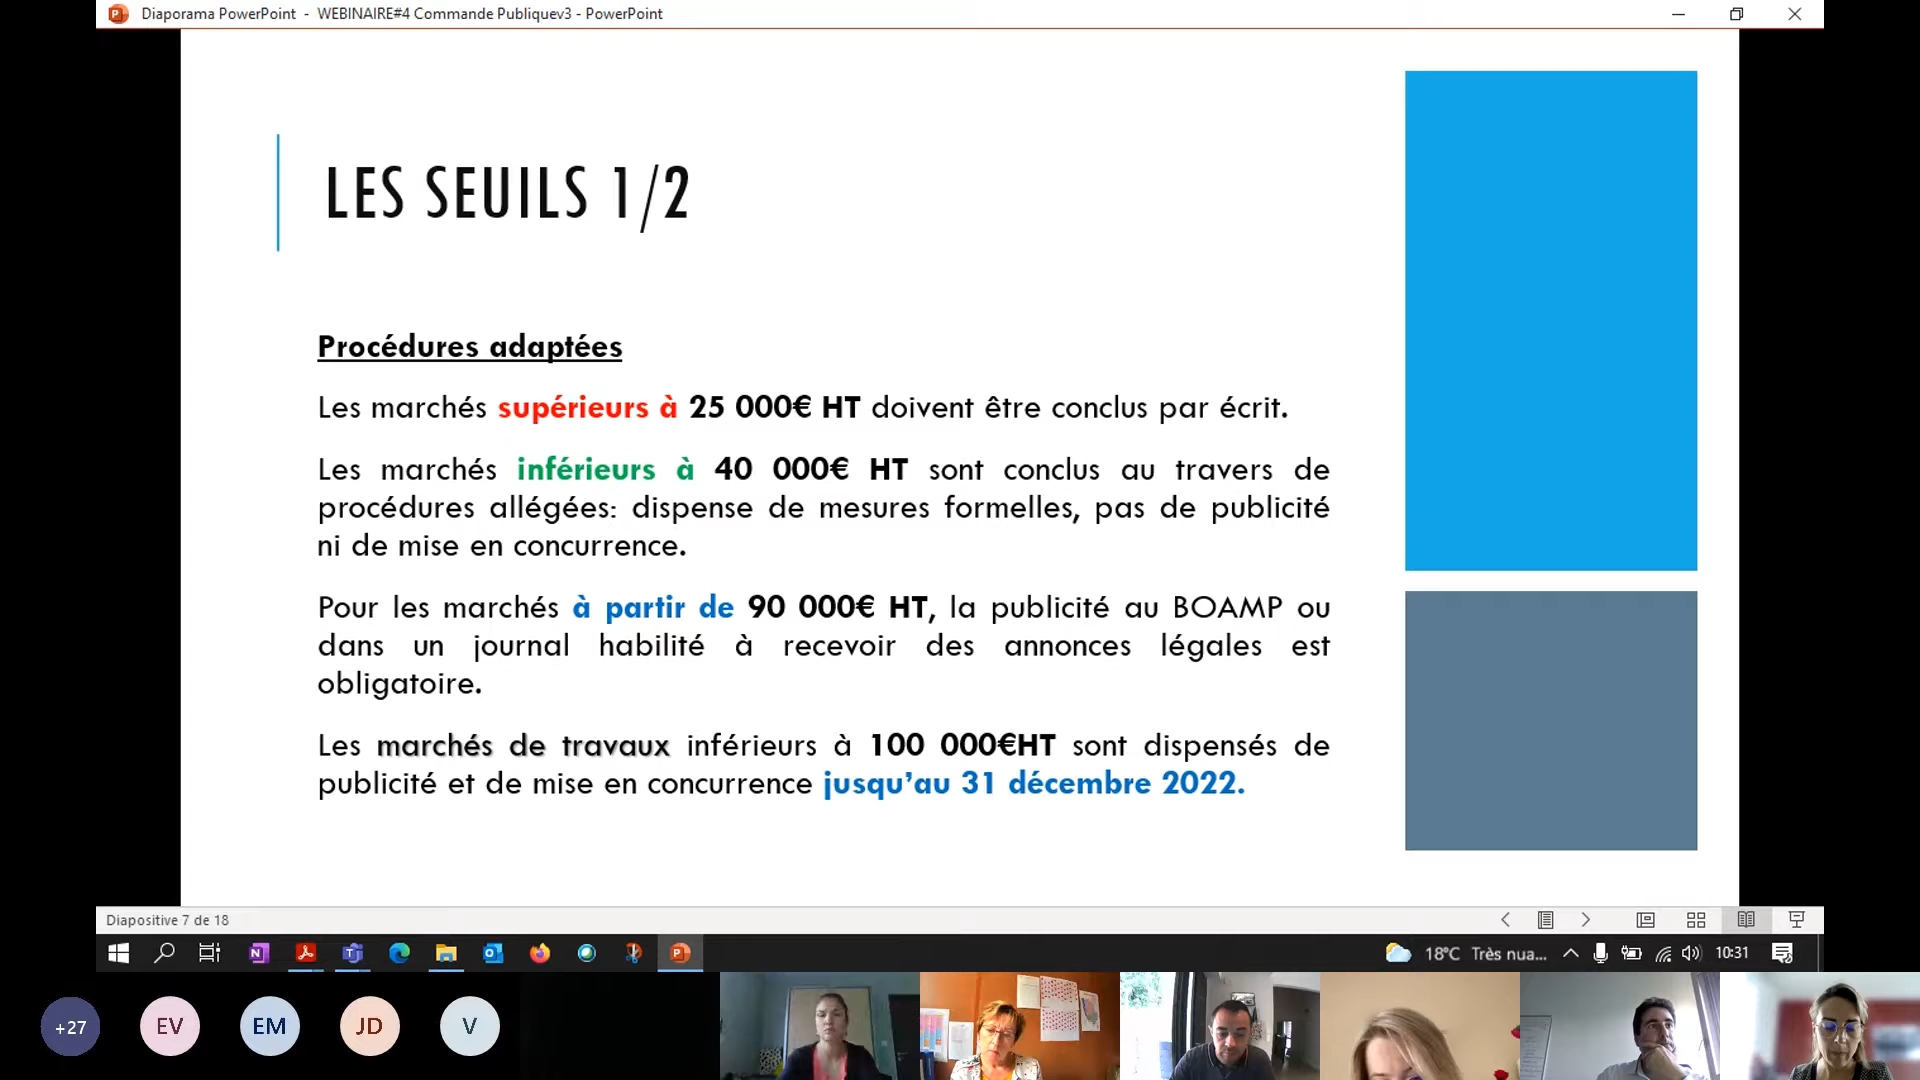 Diaporama PowerPoint - WEBINAIRE#4 Commande Publiquev3 - PowerPoint
LES SEUILS 1/2
Procédures adaptées
Les marchés supérieurs à 25 000€ HT doivent être conclus par écrit.
Les marchés inférieurs à 40 000€ HT sont conclus au travers de
procédures allégées: dispense de mesures formelles, pas de publicité
ni de mise en concurrence.
Pour les marchés à partir de 90 000€ HT, la publicité au BOAMP ou
dans un journal habilité à recevoir des annonces légales est
obligatoire.
Les marchés de travaux inférieurs à 100 000€HT sont dispensés de
publicité et de mise en concurrence jusqu’au 31 décembre 2022.
Diapositive 7 de 18
18°C Très nua... 10:31
+27 EV EM JD V